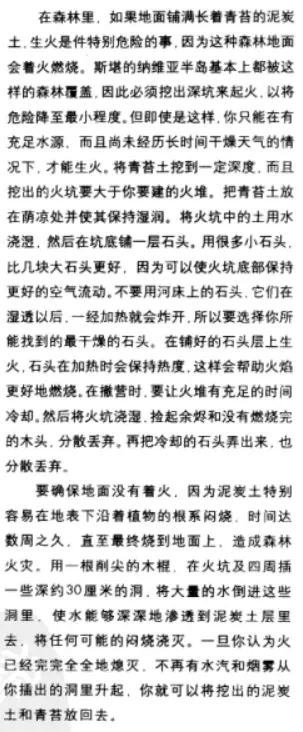 在森林里，如果地面铺满长着青苔的泥炭
土，生火是件特别危险的事，因为这种森林地面
会着火燃烧。斯堪的纳维亚半岛基本上都被这
样的森林覆盖，因此必须挖出深坑来起火，以将
危险降至最小程度。但即使是这样，你只能在有
充足水源，而且尚未经历长时间干燥天气的情
况下，才能生火。将青苔土挖到一定深度，而且
挖出的火坑要大于你要建的火堆。把青苔土放
在荫凉处并使其保持湿润。将火坑中的土用水
浇湿，然后在坑底铺一层石头。用很多小石头，
比几块大石头更好，因为可以使火坑底部保持
更好的空气流动。不要用河床上的石头，它们在
湿透以后，一经加热就会炸开，所以要选择你所
能找到的最干燥的石头。在铺好的石头层上生
火，石头在加热时会保持热度，这样会帮助火焰
更好地燃烧。在撤营时，要让火堆有充足的时间
冷却。然后将火坑浇湿，捡起余烬和没有燃烧完
的木头，分散丢弃。再把冷却的石头弄出来，也
分散丢弃。
要确保地面没有着火，因为泥炭土特别
容易在地表下沿着植物的根系闷烧，时间达
数周之久，直至最终烧到地面上，造成森林
火灾。用一根削尖的木棍，在火坑及四周插
一些深约30厘米的洞，将大量的水倒进这些
洞里，使水能够深深地渗透到泥炭土层里
去，将任何可能的闷烧浇灭。一旦你认为火
已经完完全全地熄灭，不再有水汽和烟雾从
你插出的洞里升起，你就可以将挖出的泥炭
土和青苔放回去。